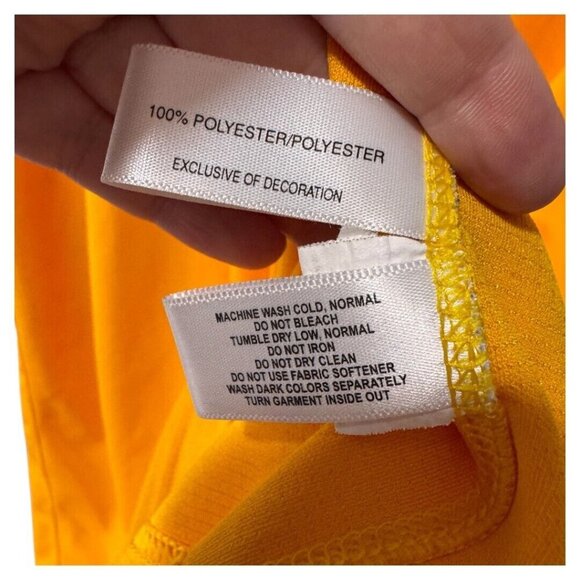 100% POLYESTER/POLYESTER
EXCLUSIVE OF DECORATION
MACHINE WASH COLD, NORMAL
DO NOT BLEACH
TUMBLE DRY LOW, NORMAL
DO NOT IRON
DO NOT DRY CLEAN
DO NOT USE FABRIC SOFTENER
WASH DARK COLORS SEPARATELY
TURN GARMENT INSIDE OUT